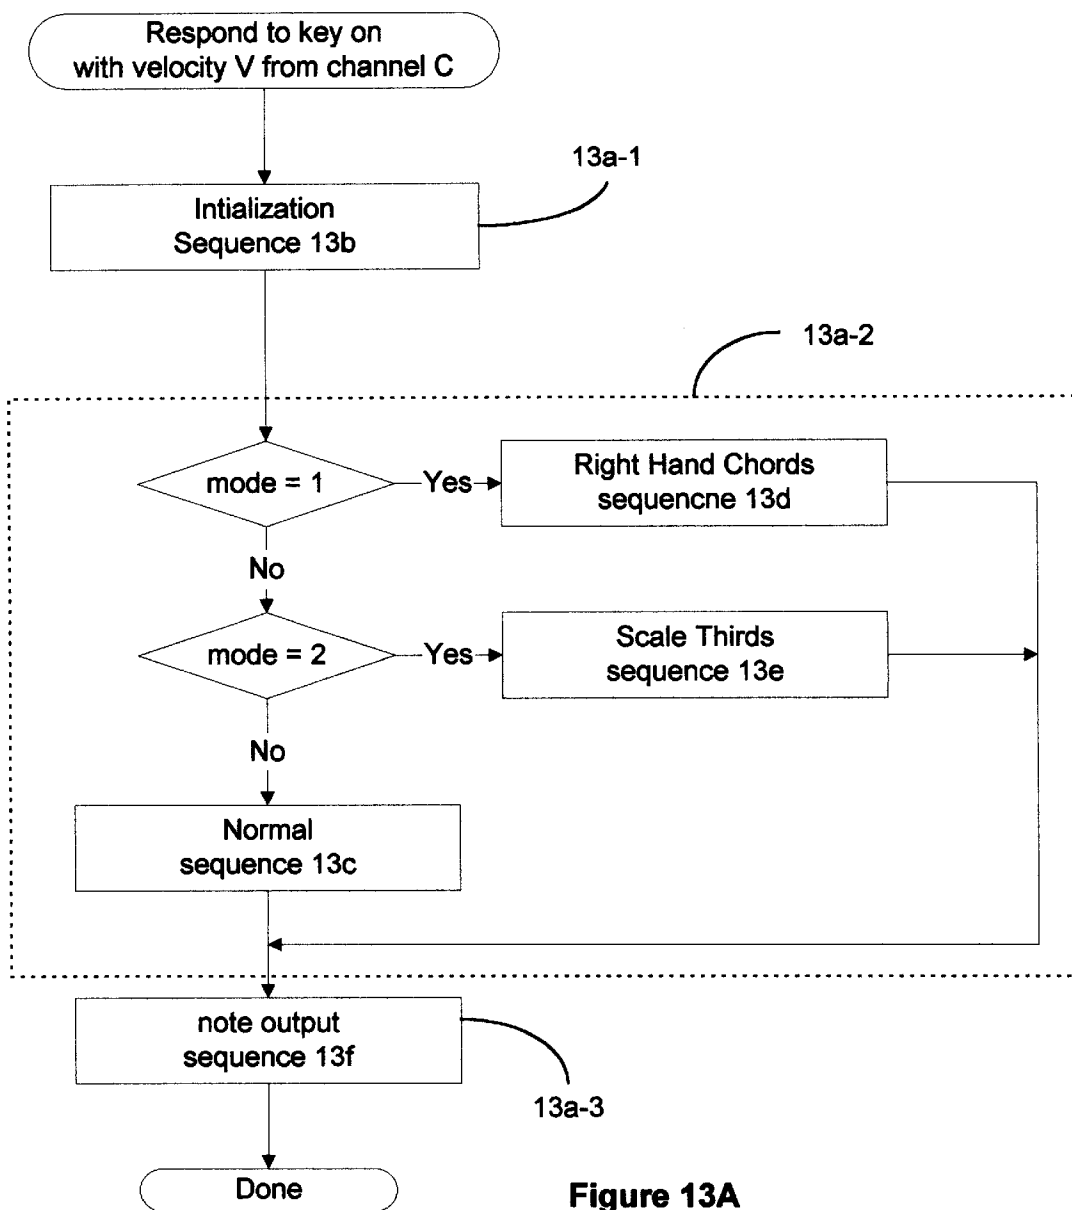 Respond to key on
with velocity V from channel C
13a-1
Intialization
Sequence 13b
13a-2
mode = 1
Yes
Right Hand Chords
sequencne 13d
No
mode = 2
Yes
Scale Thirds
sequence 13e
No
Normal
sequence 13c
note output
sequence 13f
13a-3
Done
Figure 13A